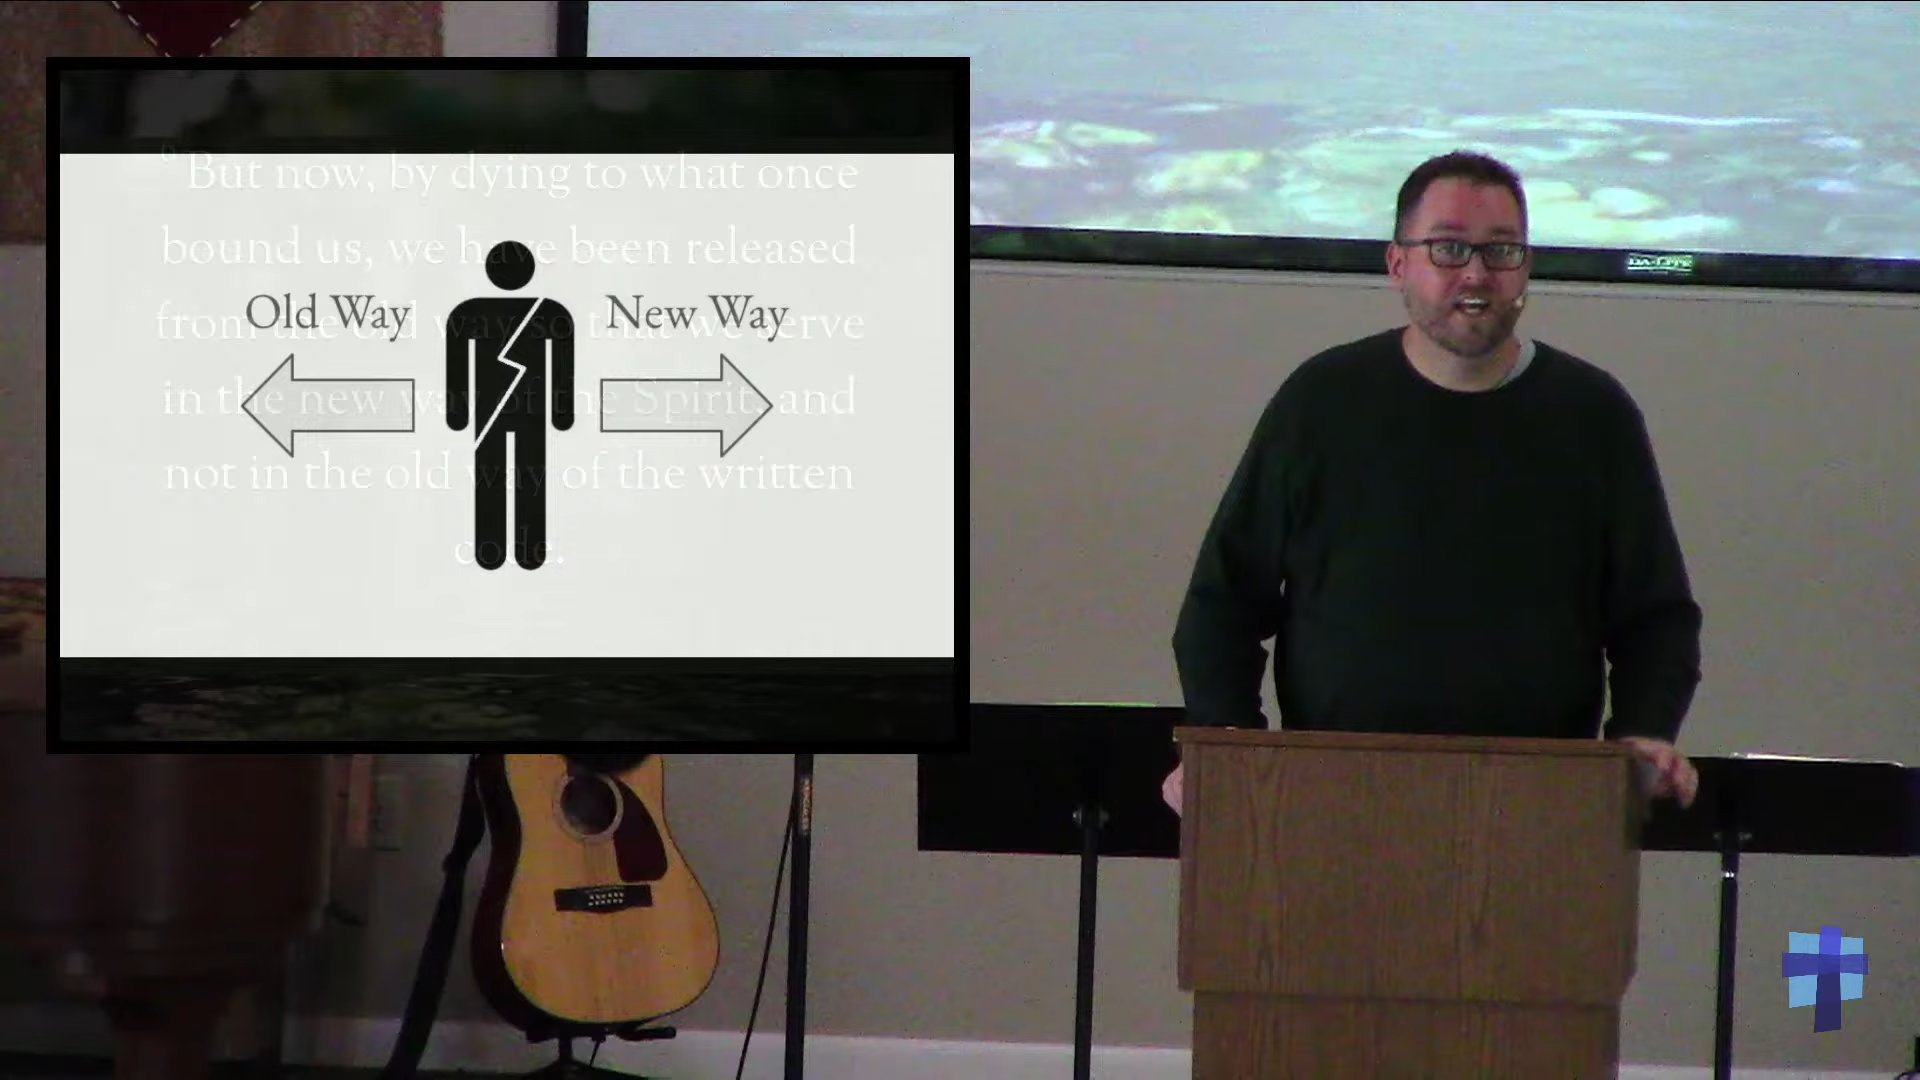 6 But now, by dying to what once
bound us, we have been released
from the old way so that we serve
in the new way of the Spirit, and
not in the old way of the written
code.
Old Way
New Way
DA-LITE